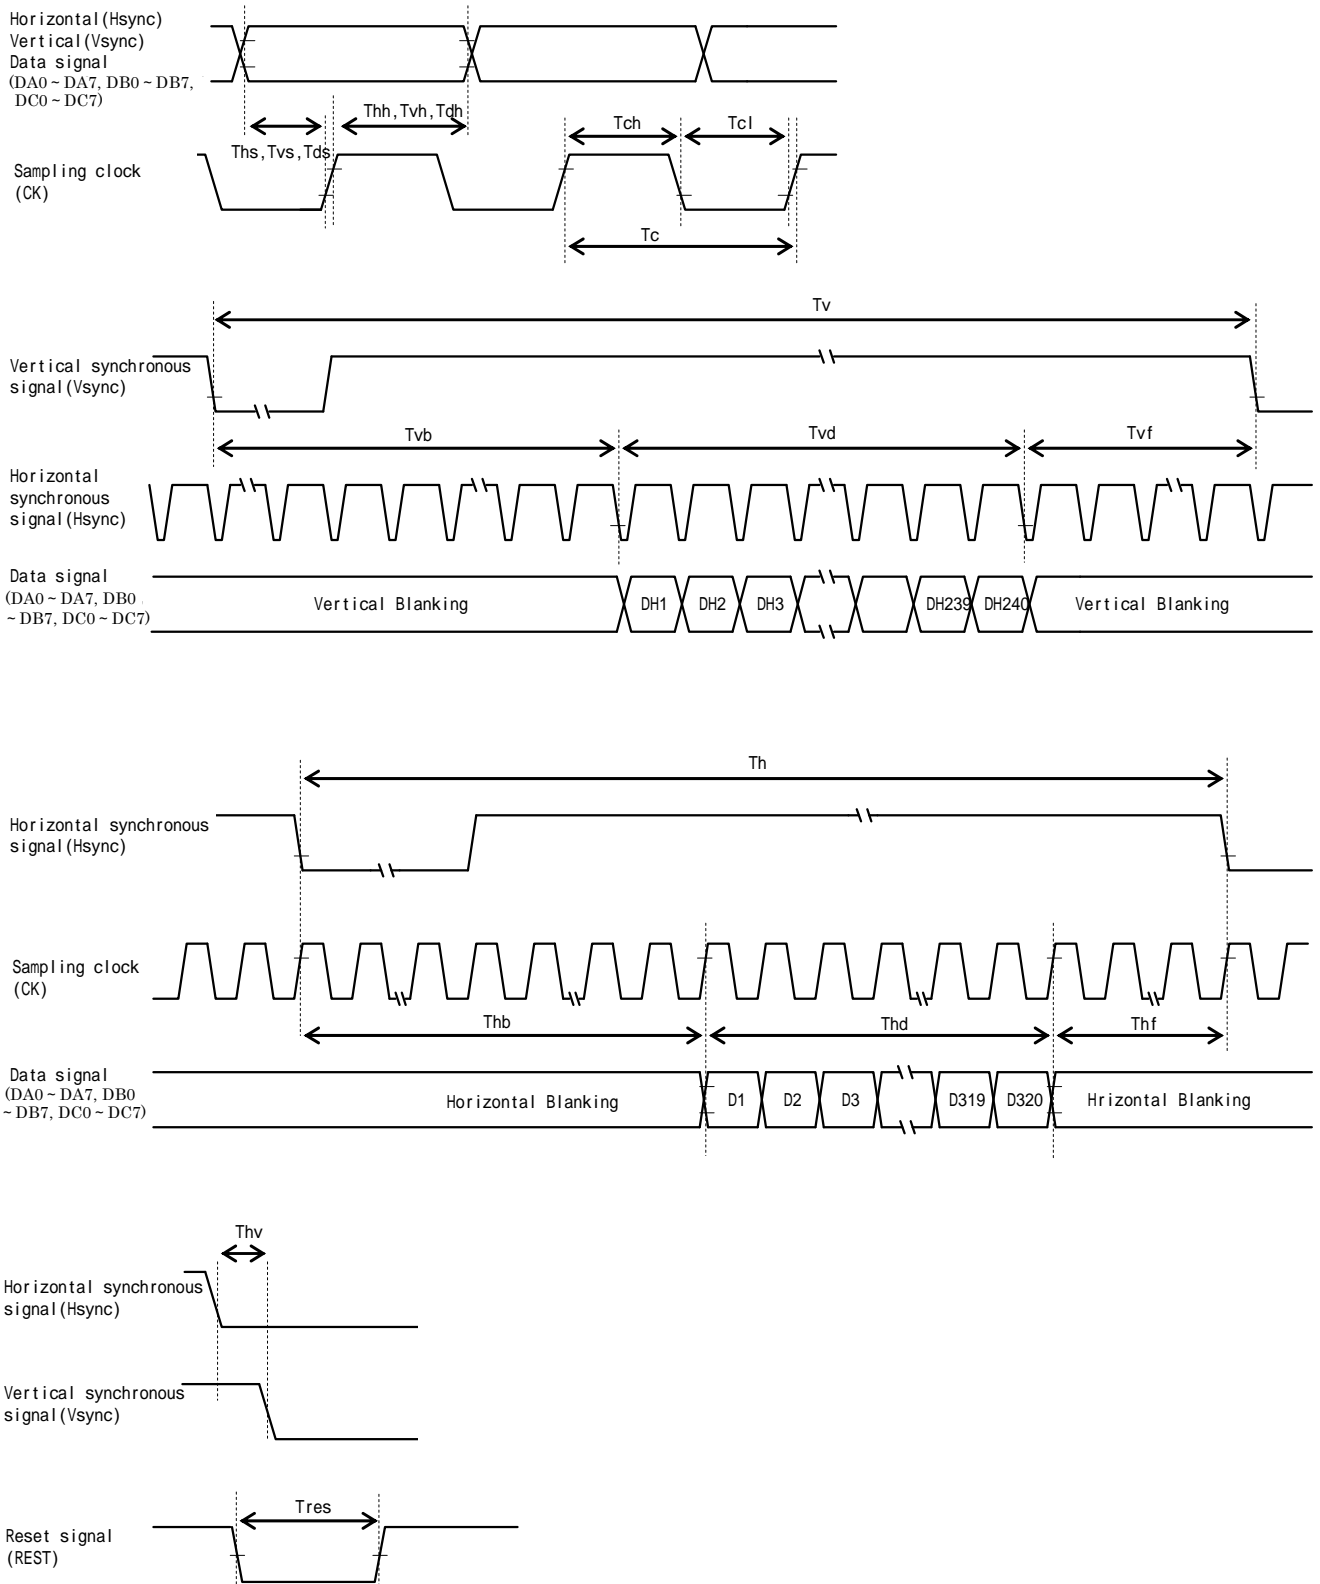 Horizontal(Hsync)
Vertical(Vsync)
Data signal
(DA0 ~ DA7, DB0 ~ DB7,
DC0 ~ DC7)
Thh,Tvh,Tdh
Tch
Tcl
Ths,Tvs,Tds
Sampling clock
(CK)
Tc
Tv
Vertical synchronous
signal(Vsync)
Tvb
Tvd
Tvf
Horizontal
synchronous
signal(Hsync)
Data signal
(DA0 ~ DA7, DB0
~ DB7, DC0 ~ DC7)
Vertical Blanking
DH1
DH2
DH3
DH239
DH240
Vertical Blanking
Th
Horizontal synchronous
signal(Hsync)
Sampling clock
(CK)
Thb
Thd
Thf
Data signal
(DA0 ~ DA7, DB0
~ DB7, DC0 ~ DC7)
Horizontal Blanking
D1
D2
D3
D319
D320
Hrizontal Blanking
Thv
Horizontal synchronous
signal(Hsync)
Vertical synchronous
signal(Vsync)
Tres
Reset signal
(REST)